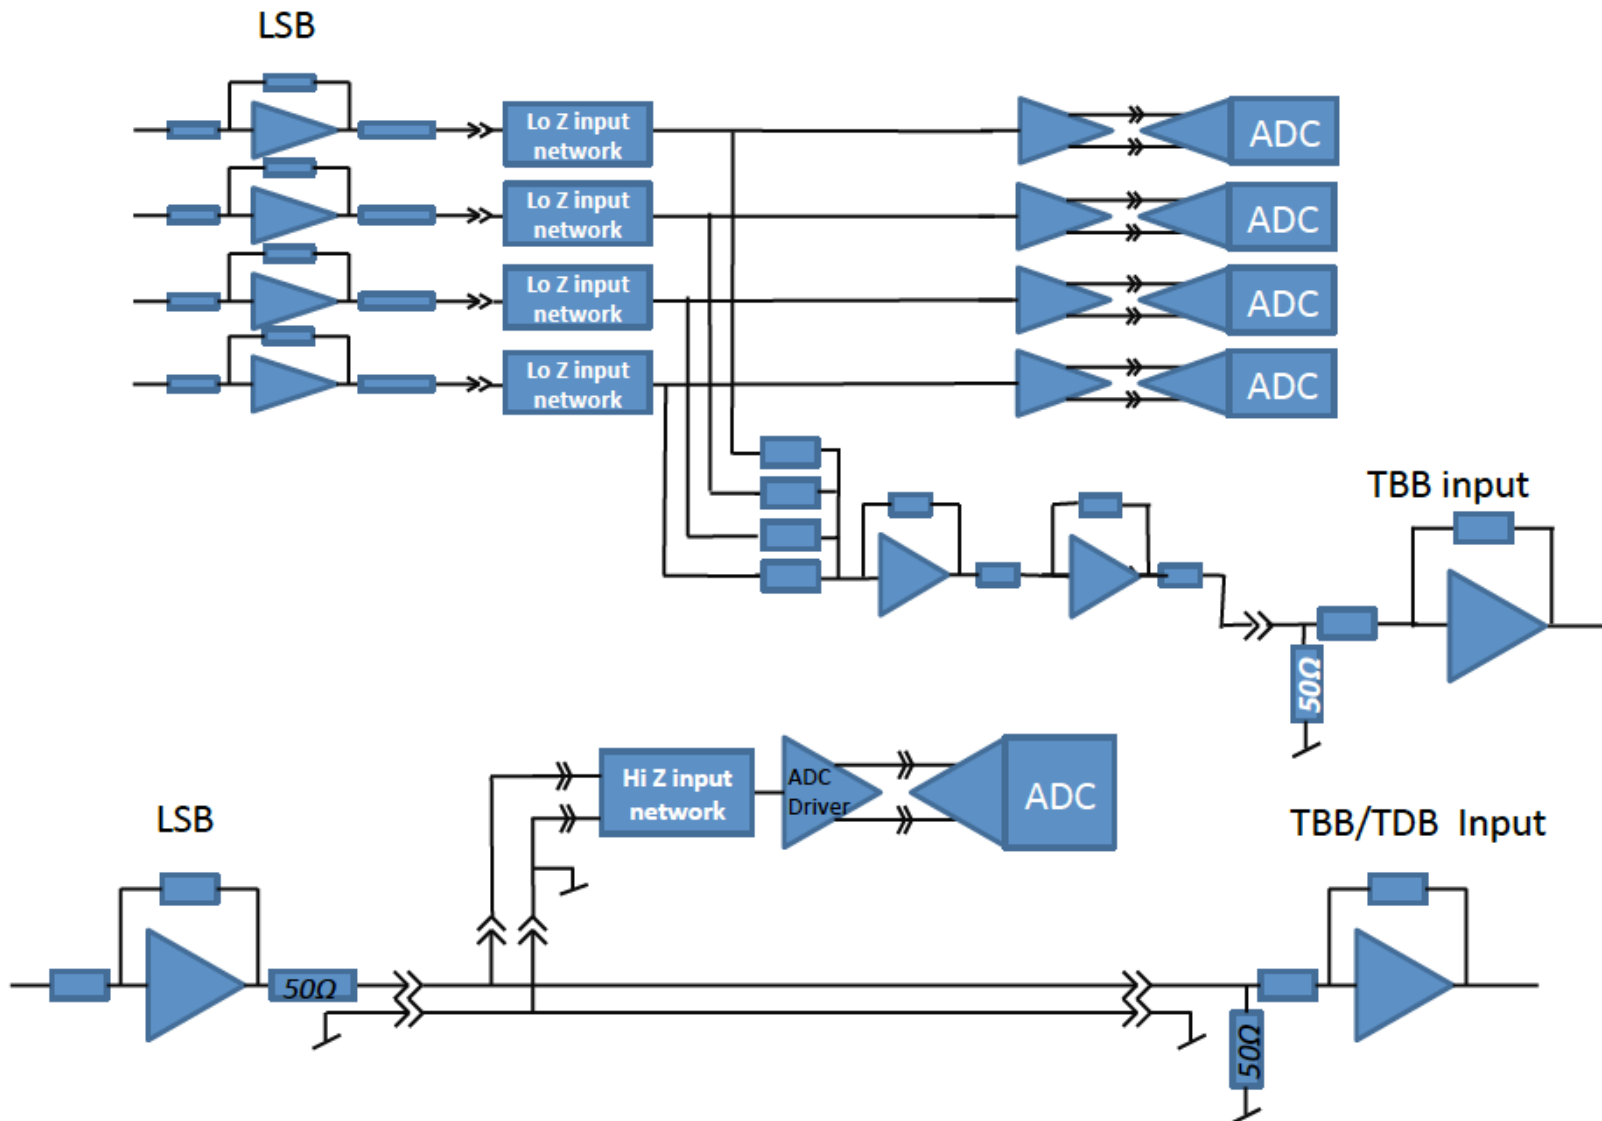 LSB
Lo Z input
network
ADC
Lo Z input
network
ADC
Lo Z input
network
ADC
Lo Z input
network
ADC
TBB input
50Ω
Hi Z input
network
ADC
Driver
ADC
LSB
TBB/TDB Input
50Ω
50Ω